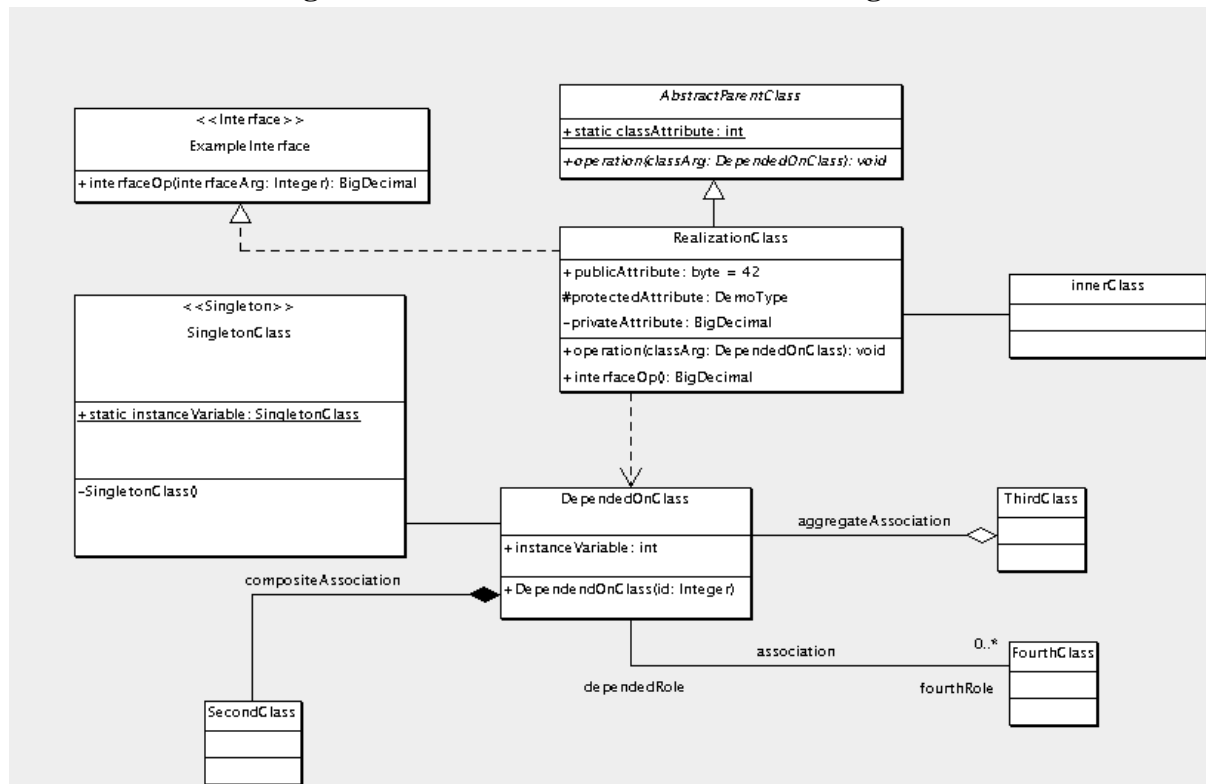 AbstractParentClass
+static classAttribute: int
+operation(classArg: DependedOnClass): void
<<Interface>>
ExampleInterface
+interfaceOp(interfaceArg: Integer): BigDecimal
RealizationClass
+publicAttribute: byte = 42
#protectedAttribute: DemoType
-privateAttribute: BigDecimal
+operation(classArg: DependedOnClass): void
+interfaceOp(): BigDecimal
innerClass
<<Singleton>>
SingletonClass
+static instanceVariable: SingletonClass
-SingletonClass()
DependedOnClass
+instanceVariable: int
+DependendOnClass(id: Integer)
aggregateAssociation
ThirdClass
compositeAssociation
association
0..*
FourthClass
dependedRole
fourthRole
SecondClass